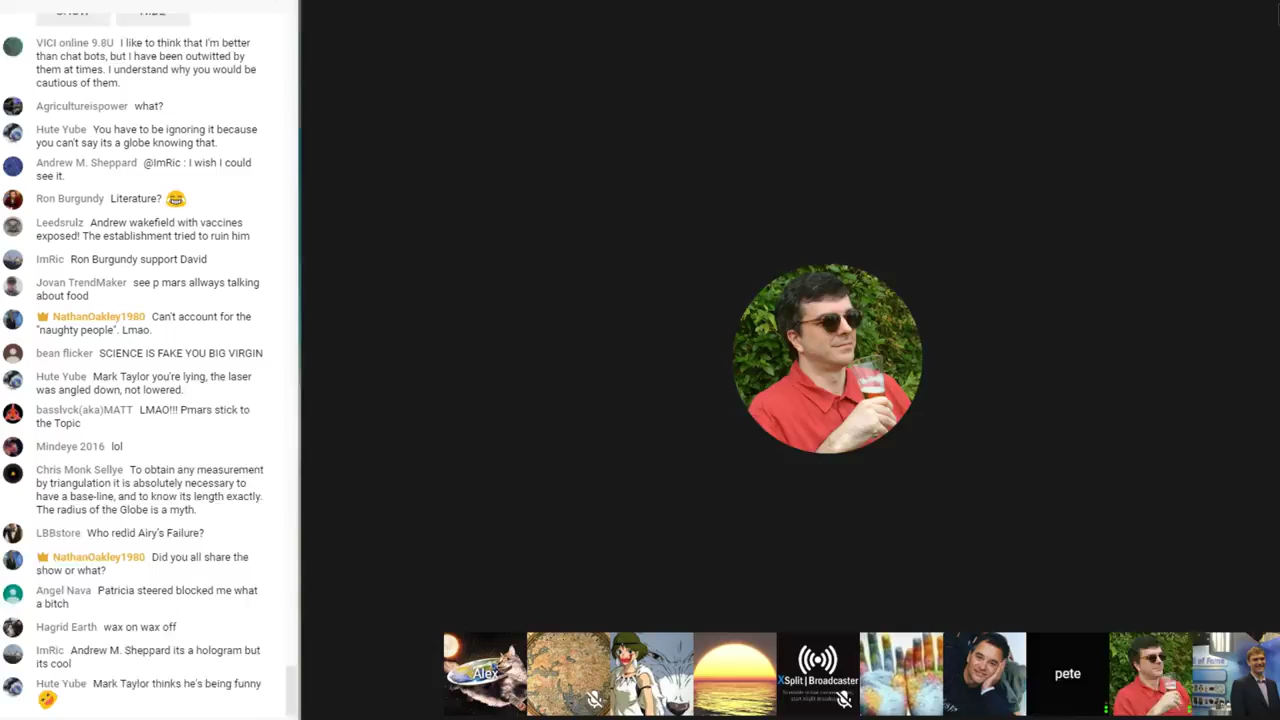 VICI online 9.8U I like to think that I'm better
than chat bots, but I have been outwitted by
them at times. I understand why you would be
cautious of them.
Agricultureispower what?
Hute Yube You have to be ignoring it because
you can't say its a globe knowing that.
Andrew M. Sheppard @ImRic : I wish I could
see it.
Ron Burgundy Literature?
Leedsrulz Andrew wakefield with vaccines
exposed! The establishment tried to ruin him
ImRic Ron Burgundy support David
Jovan TrendMaker see p mars allways talking
about food
NathanOakley1980 Can't account for the
"naughty people". Lmao.
bean flicker SCIENCE IS FAKE YOU BIG VIRGIN
Hute Yube Mark Taylor you're lying, the laser
was angled down, not lowered.
basslvck(aka)MATT LMAO!!! Pmars stick to
the Topic
Mindeye 2016 lol
Chris Monk Sellye To obtain any measurement
by triangulation it is absolutely necessary to
have a base-line, and to know its length exactly.
The radius of the Globe is a myth.
LBBstore Who redid Airy's Failure?
NathanOakley1980 Did you all share the
show or what?
Angel Nava Patricia steered blocked me what
a bitch
Hagrid Earth wax on wax off
ImRic Andrew M. Sheppard its a hologram but
its cool
Hute Yube Mark Taylor thinks he's being funny
Alex
XSplit | Broadcaster
pete